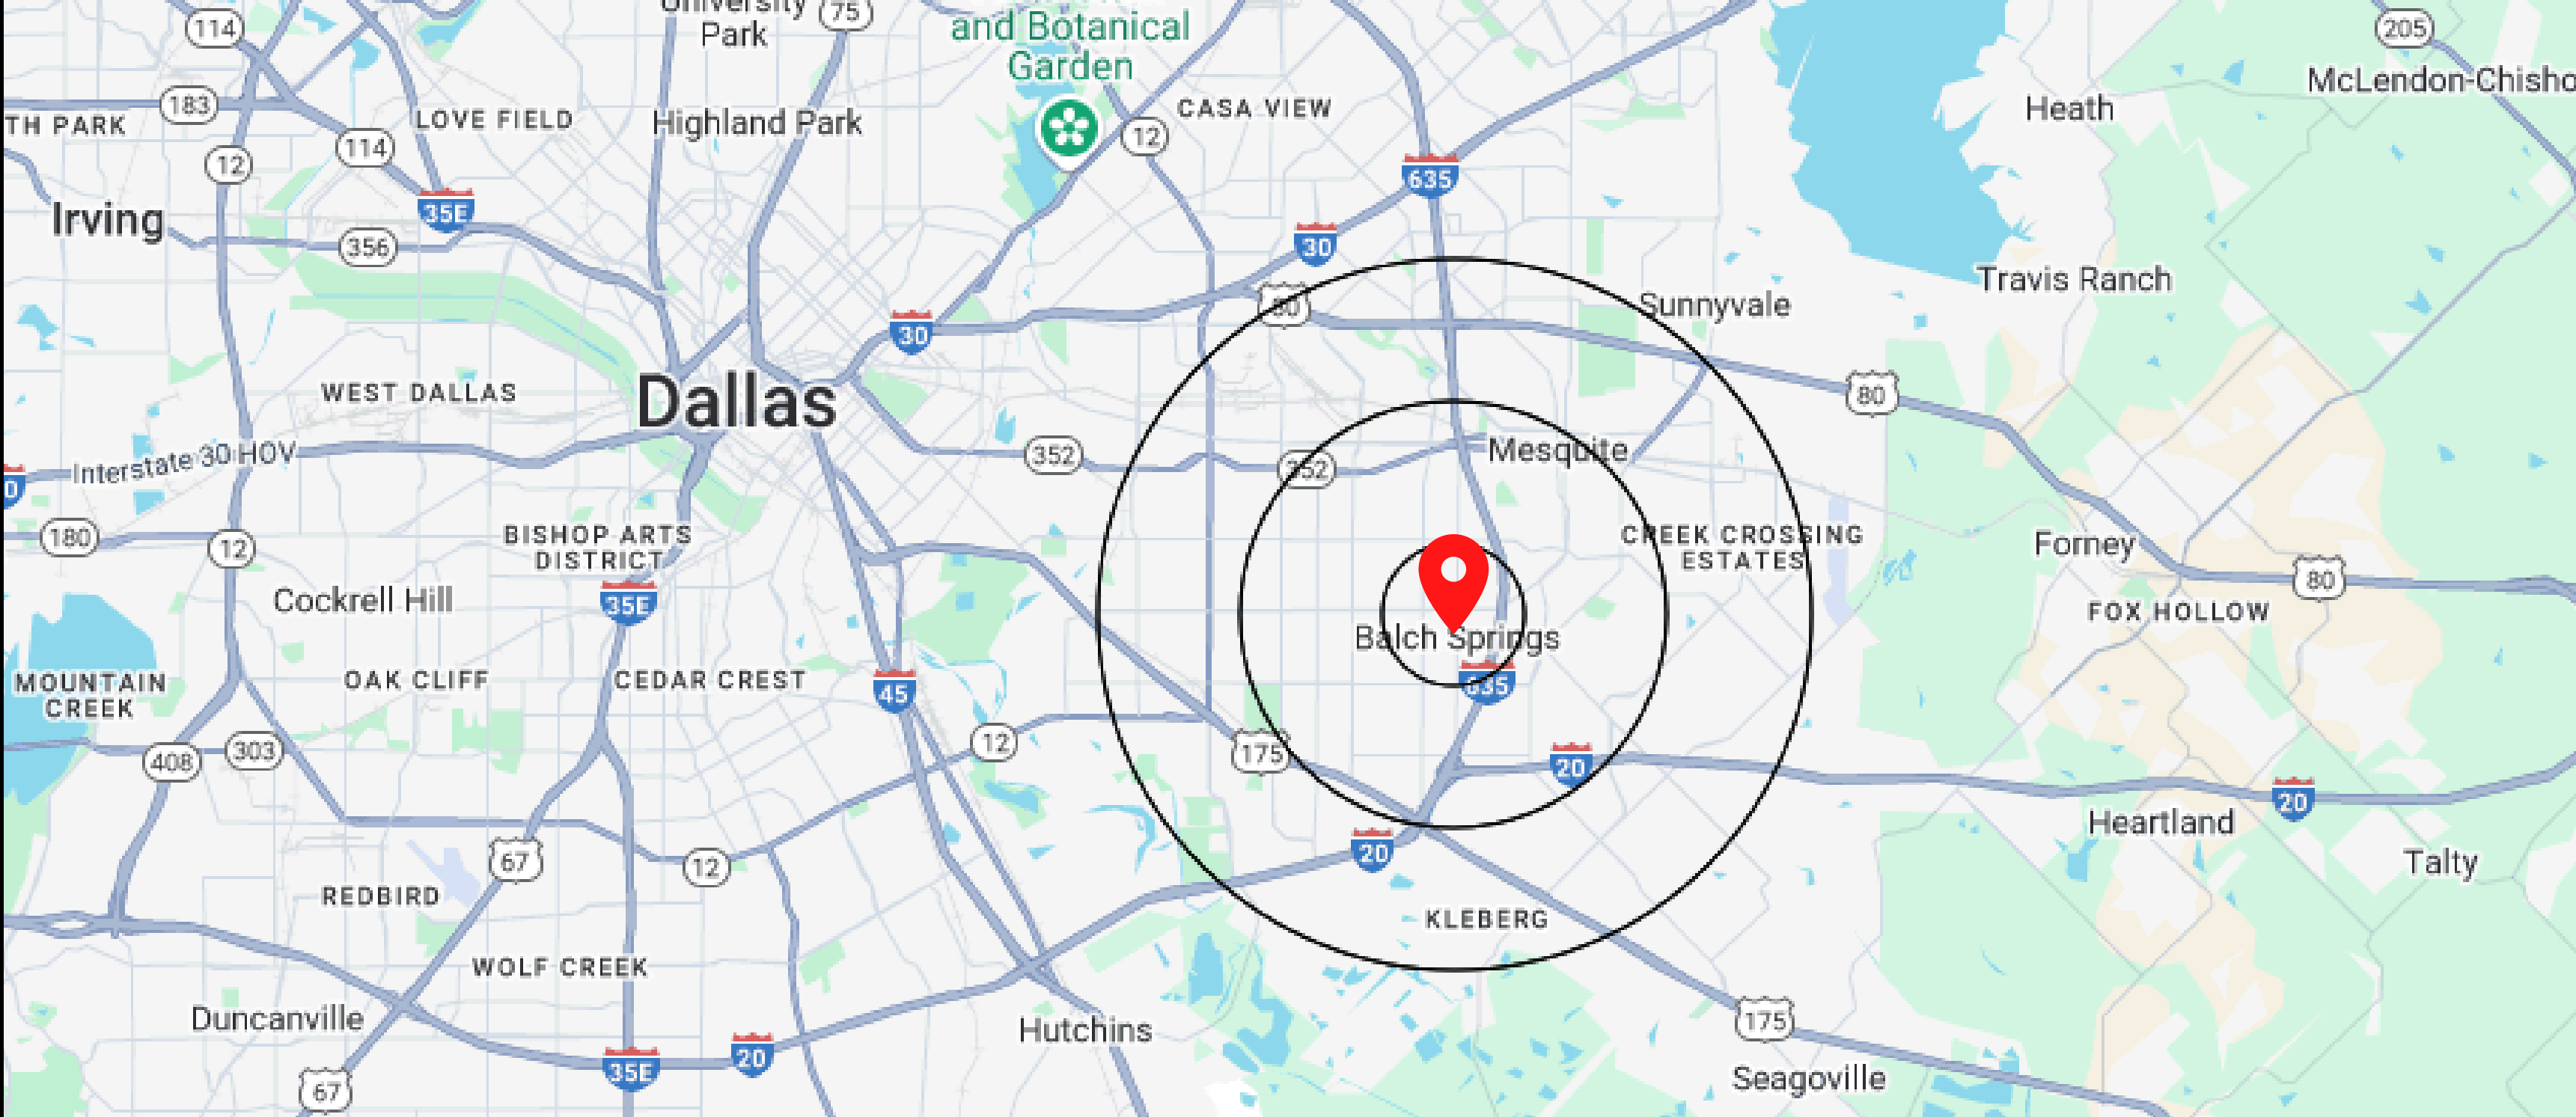 114
University
Park
75
and Botanical
Garden
205
McLendon-Chisho
183
TH PARK
LOVE FIELD
Highland Park
CASA VIEW
Heath
12
114
12
635
Irving
35E
356
30
Travis Ranch
Sunnyvale
80
30
WEST DALLAS
Dallas
80
Interstate 30 HOV
352
352
Mesquite
180
12
BISHOP ARTS
DISTRICT
CREEK CROSSING
ESTATES
Forney
80
Cockrell Hill
35E
FOX HOLLOW
Balch Springs
MOUNTAIN
CREEK
OAK CLIFF
CEDAR CREST
45
635
408
303
12
175
20
20
Heartland
67
12
20
Talty
REDBIRD
KLEBERG
WOLF CREEK
Duncanville
Hutchins
175
35E
20
67
Seagoville